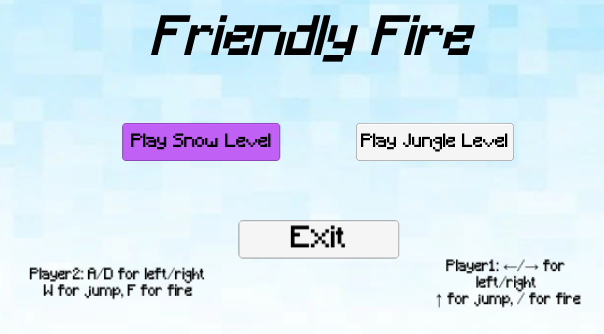 Friendly Fire
Play Snow Level
Play Jungle Level
Exit
Player2: A/D for left/right
W for jump, F for fire
Player1: ←/→ for
left/right
↑ for jump, / for fire